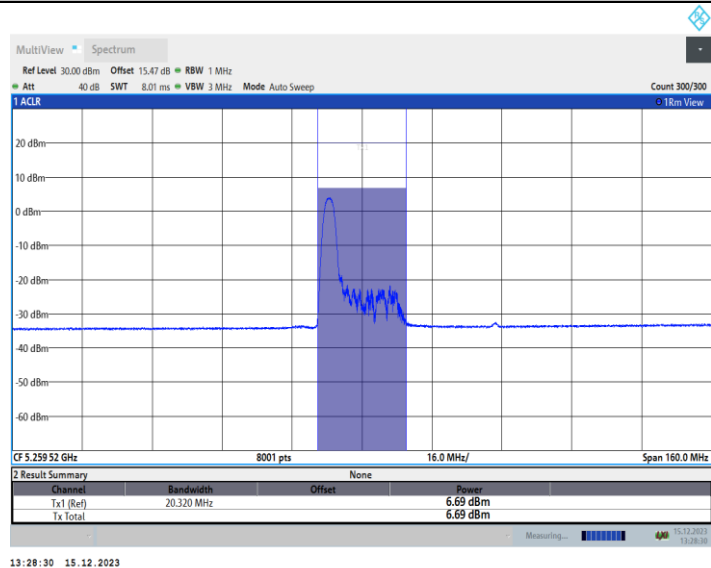 MultiView Spectrum
Ref Level 30.00 dBm Offset 15.47 dB RBW 1 MHz
Att 40 dB SWT 8.01 ms VBW 3 MHz Mode Auto Sweep Count 300/300
1 ACLR 1Rm View
20 dBm
10 dBm
0 dBm
-10 dBm
-20 dBm
-30 dBm
-40 dBm
-50 dBm
-60 dBm
CF 5.259 52 GHz 8001 pts 16.0 MHz/ Span 160.0 MHz
2 Result Summary None
Channel Bandwidth Offset Power
Tx1 (Ref) 20.320 MHz 6.69 dBm
Tx Total 6.69 dBm
Measuring... 15.12.2023
13:28:30
13:28:30 15.12.2023